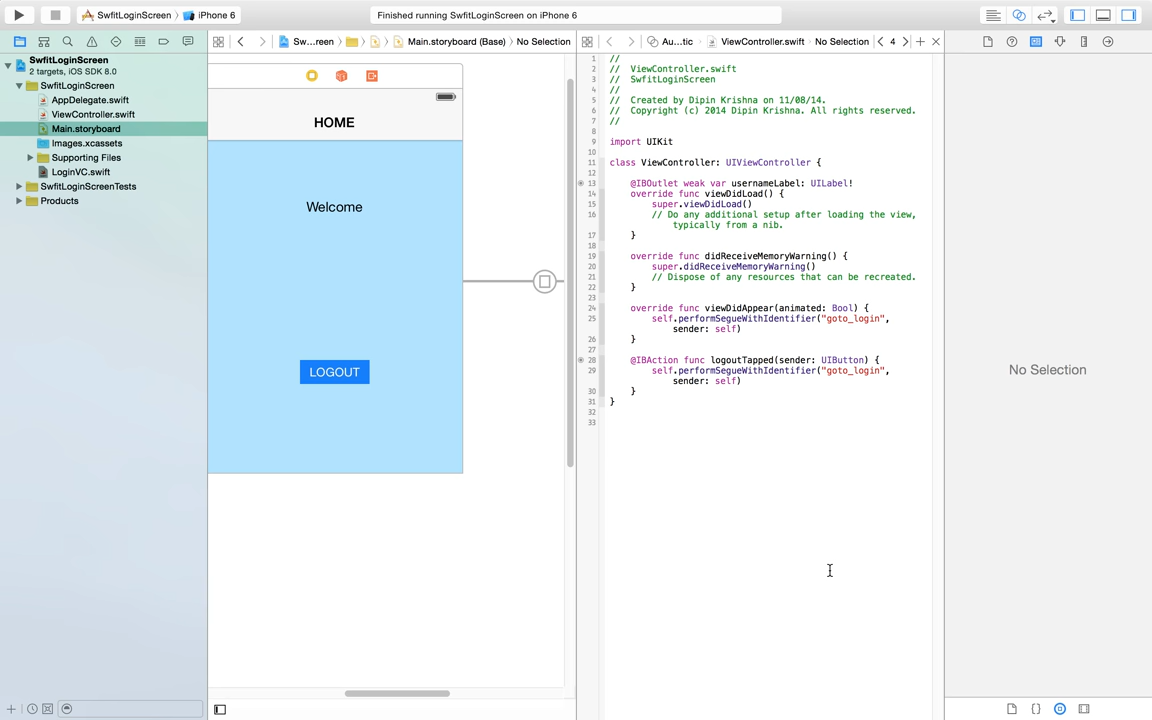 SwfitLoginScreen iPhone 6
Finished running SwfitLoginScreen on iPhone 6
Sw...reen Main.storyboard (Base) No Selection
Au...tic ViewController.swift No Selection 4
SwfitLoginScreen
2 targets, iOS SDK 8.0
SwfitLoginScreen
AppDelegate.swift
ViewController.swift
Main.storyboard
Images.xcassets
Supporting Files
LoginVC.swift
SwfitLoginScreenTests
Products
HOME
Welcome
LOGOUT
1 //
2 // ViewController.swift
3 // SwfitLoginScreen
4 //
5 // Created by Dipin Krishna on 11/08/14.
6 // Copyright (c) 2014 Dipin Krishna. All rights reserved.
7 //
8
9 import UIKit
10
11 class ViewController: UIViewController {
12
13 @IBOutlet weak var usernameLabel: UILabel!
14 override func viewDidLoad() {
15 super.viewDidLoad()
16 // Do any additional setup after loading the view,
typically from a nib.
17 }
18
19 override func didReceiveMemoryWarning() {
20 super.didReceiveMemoryWarning()
21 // Dispose of any resources that can be recreated.
22 }
23
24 override func viewDidAppear(animated: Bool) {
25 self.performSegueWithIdentifier("goto_login",
sender: self)
26 }
27
28 @IBAction func logoutTapped(sender: UIButton) {
29 self.performSegueWithIdentifier("goto_login",
sender: self)
30 }
31 }
32
33
No Selection